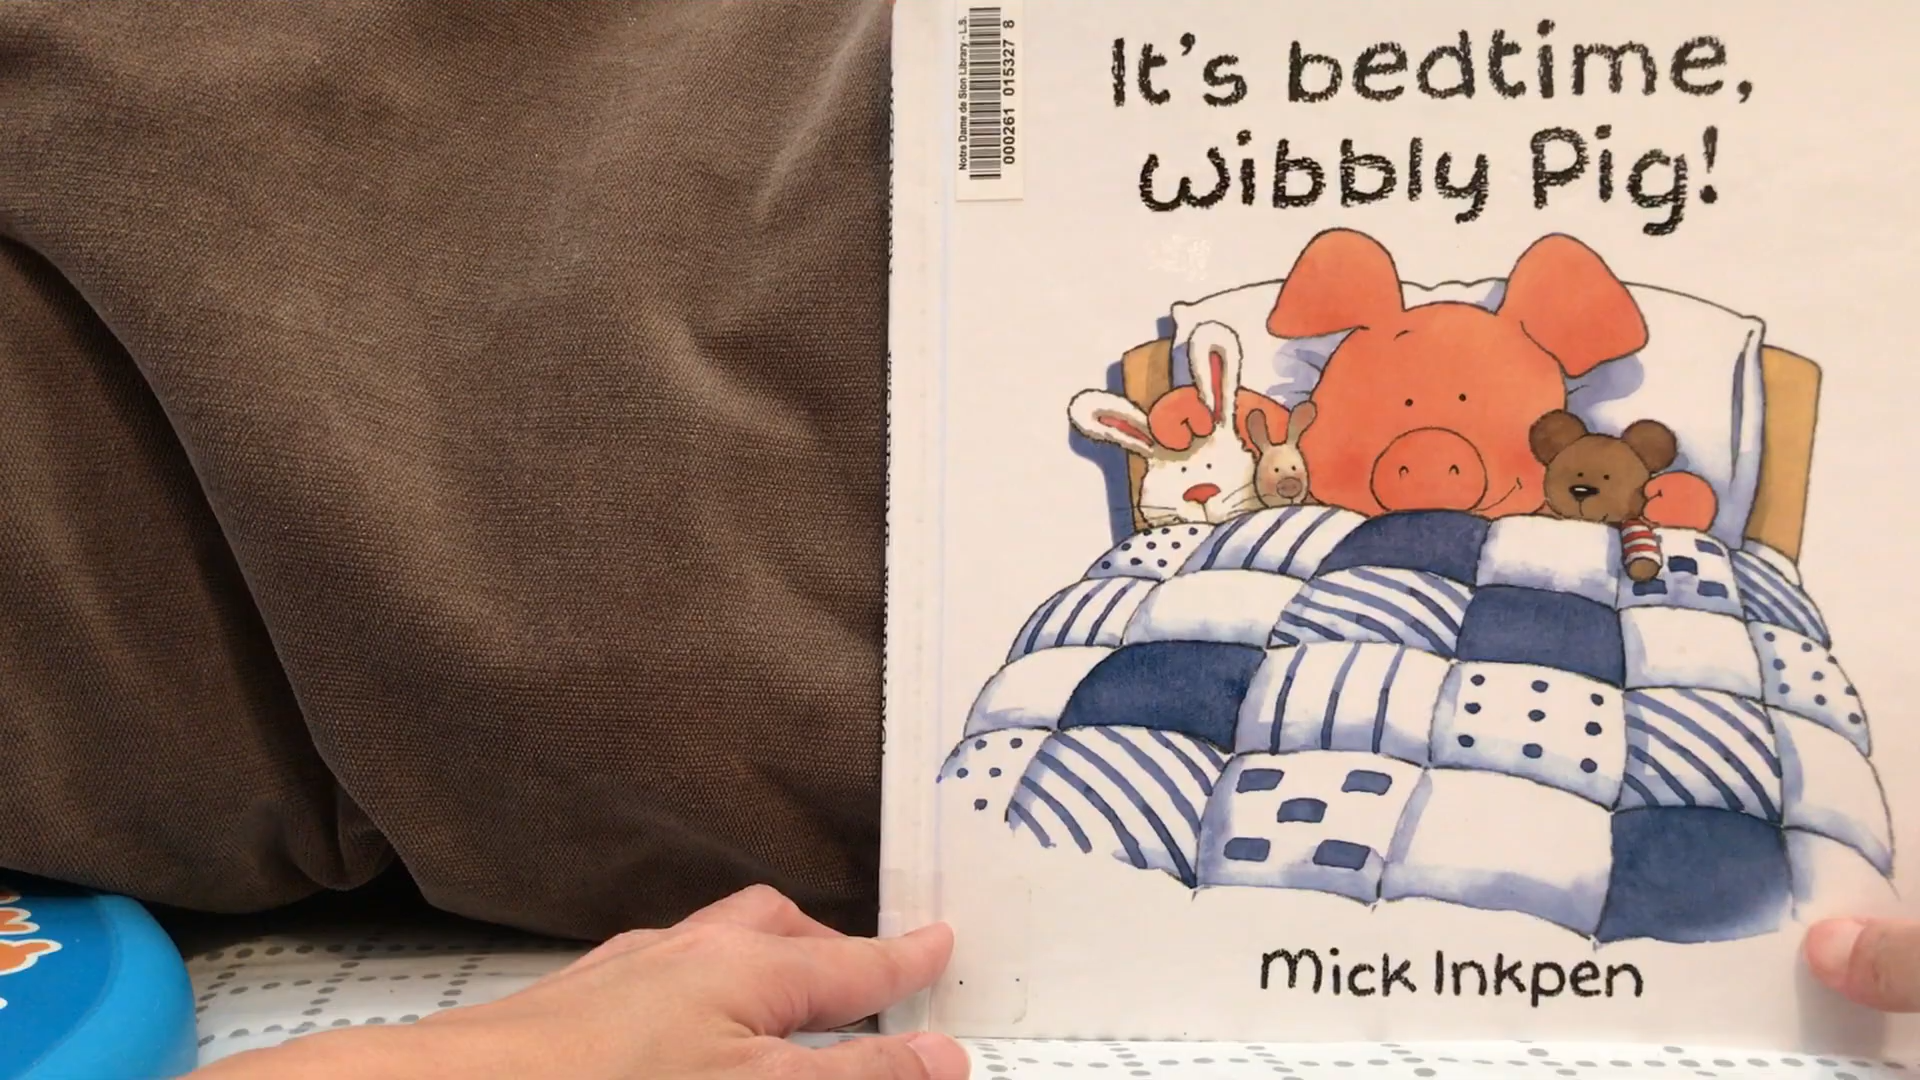 It's bedtime,
Wibbly Pig!
Notre Dame de Sion Library - L.S.
000261 015327 8
Mick Inkpen